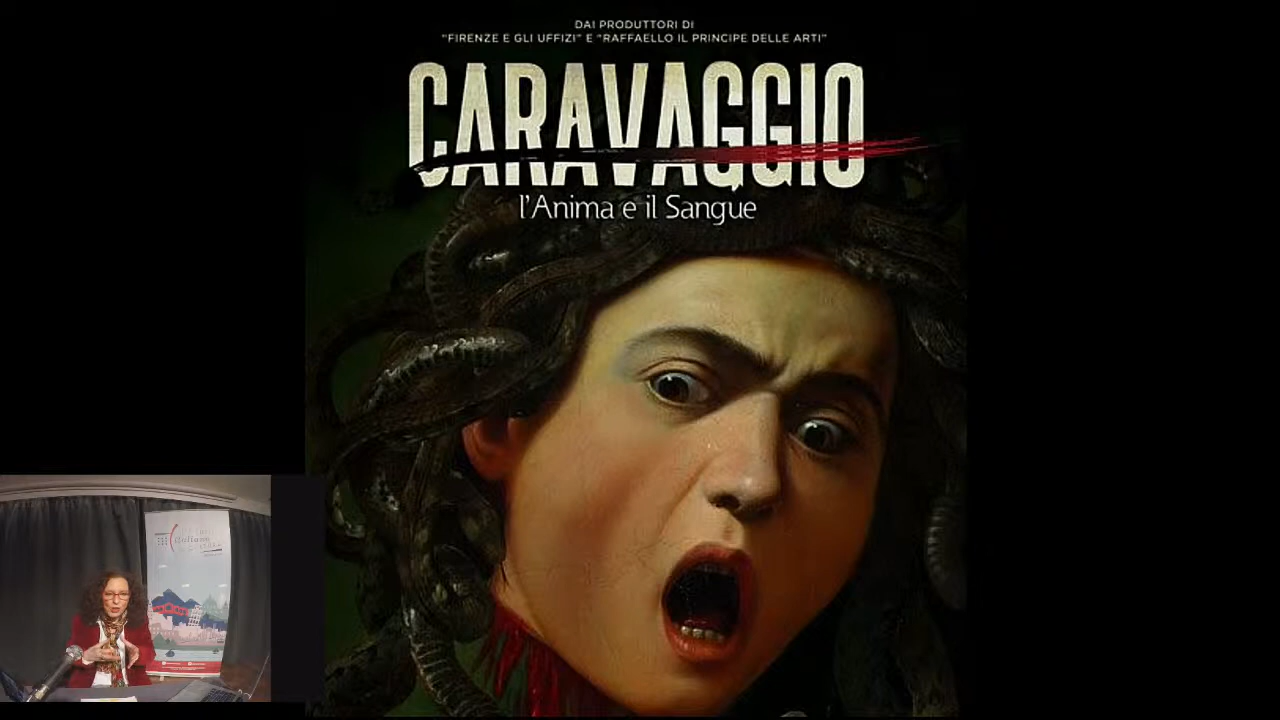 DAI PRODUTTORI DI
"FIRENZE E GLI UFFIZI" E "RAFFAELLO IL PRINCIPE DELLE ARTI"
CARAVAGGIO
l'Anima e il Sangue